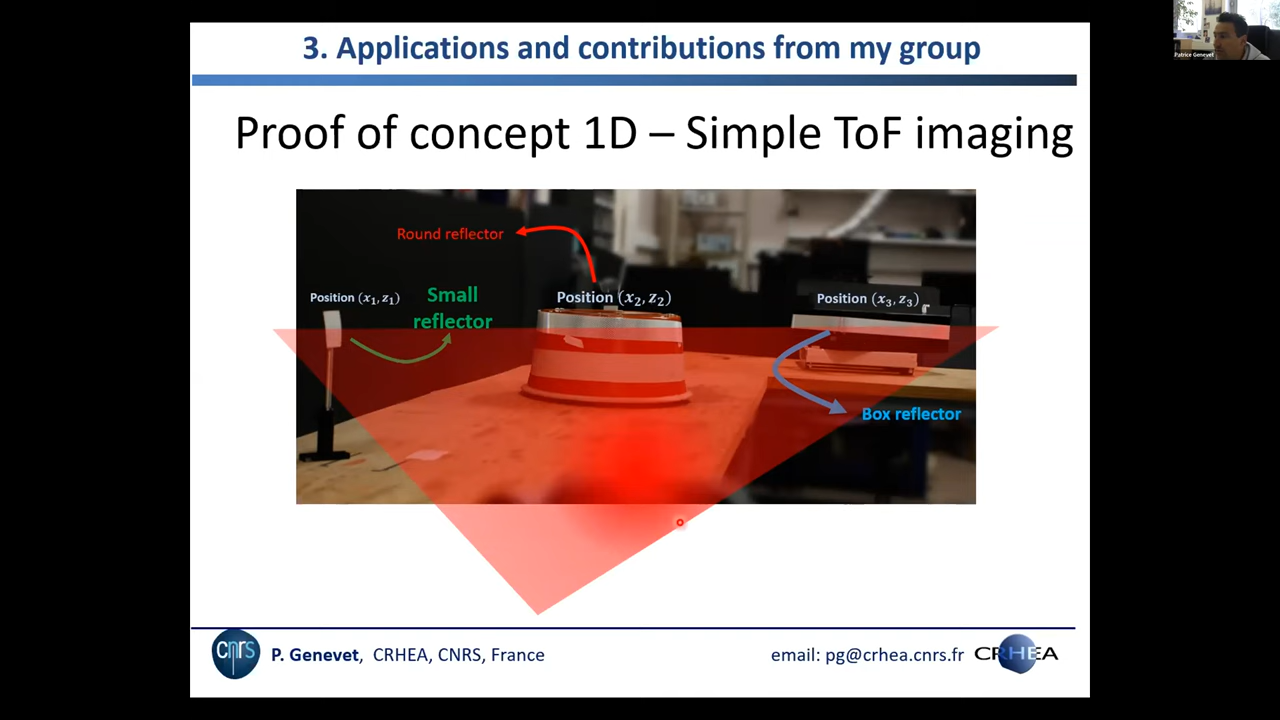 Patrice Genevet
3. Applications and contributions from my group
Proof of concept 1D – Simple ToF imaging
Round reflector
Position (x₁, z₁)
Small
reflector
Position (x₂, z₂)
Position (x₃, z₃)
Box reflector
cnrs
P. Genevet, CRHEA, CNRS, France
email: pg@crhea.cnrs.fr
CRHEA